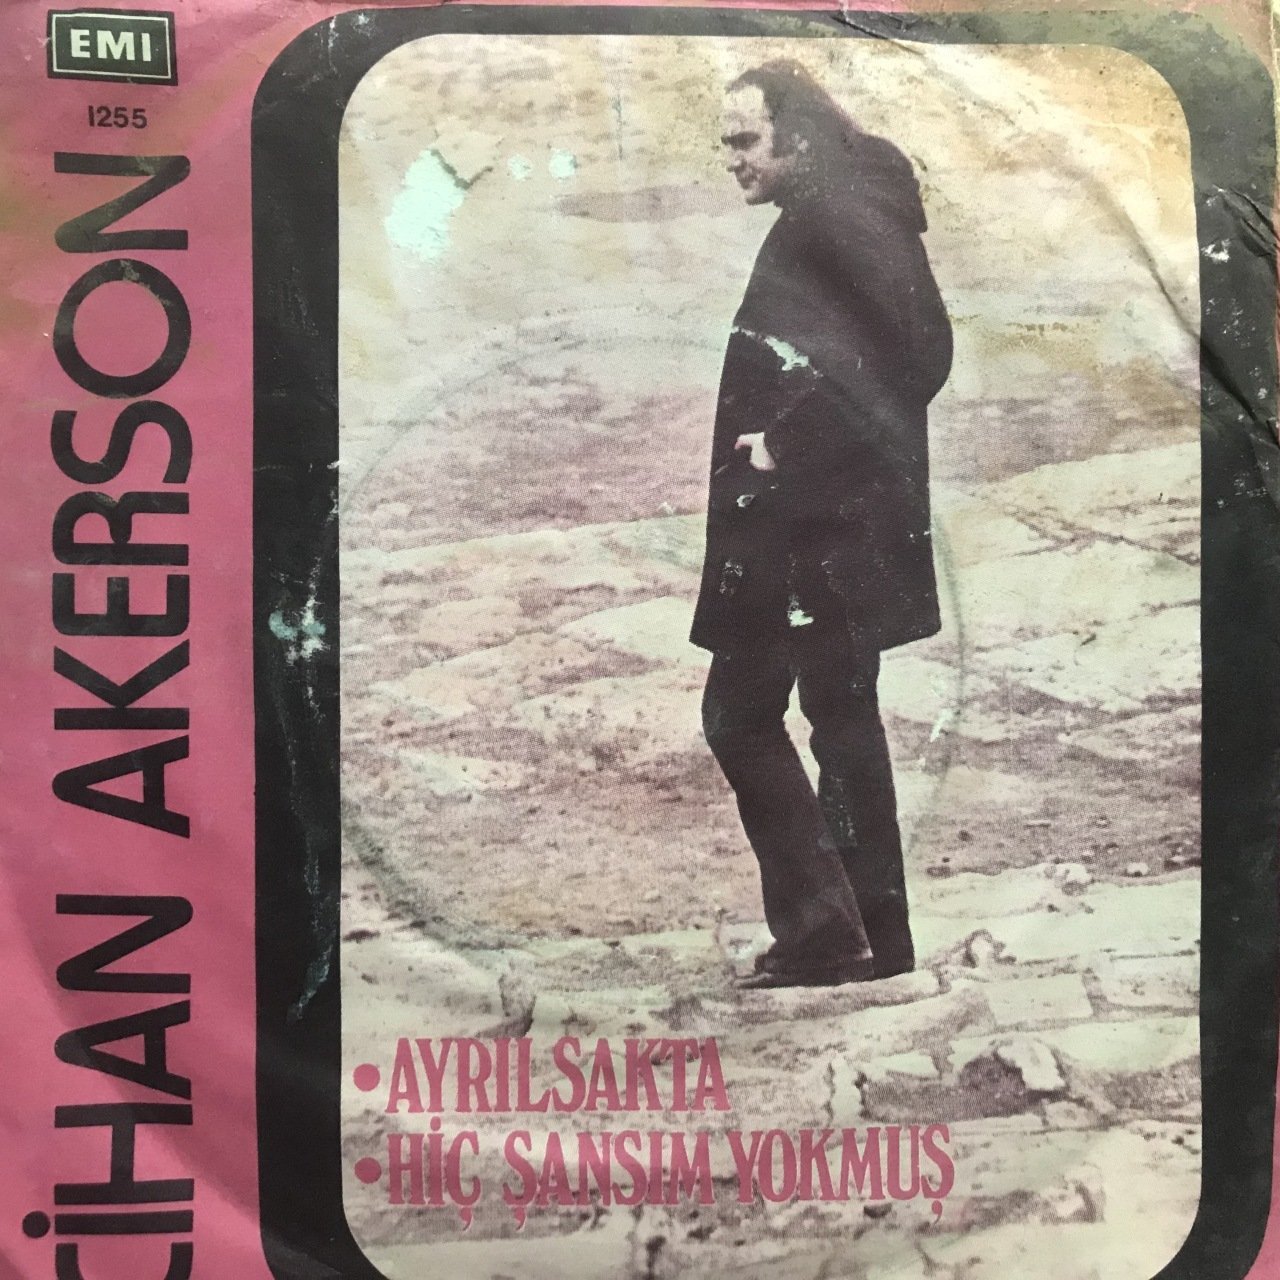 EMI
1255
CİHAN AKERSON
• AYRILSAKTA
• HİÇ ŞANSIM YOKMUŞ